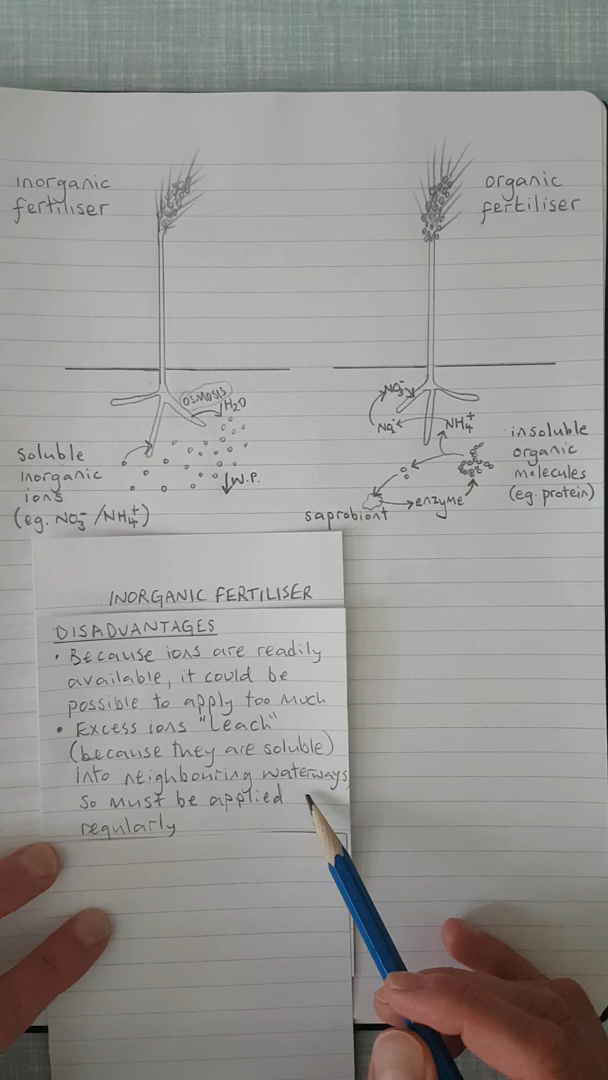 inorganic
fertiliser
organic
fertiliser
osmosis
H₂O
soluble
inorganic
ions
(eg. NO₃⁻/NH₄⁺)
↓W.P.
NO₃⁻
NO₂⁻
NH₄⁺
insoluble
organic
molecules
(eg. protein)
saprobiont
enzyme
INORGANIC FERTILISER
DISADVANTAGES
• Because ions are readily
available, it could be
possible to apply too much
• Excess ions "Leach"
(because they are soluble)
into neighbouring waterways,
so must be applied
regularly